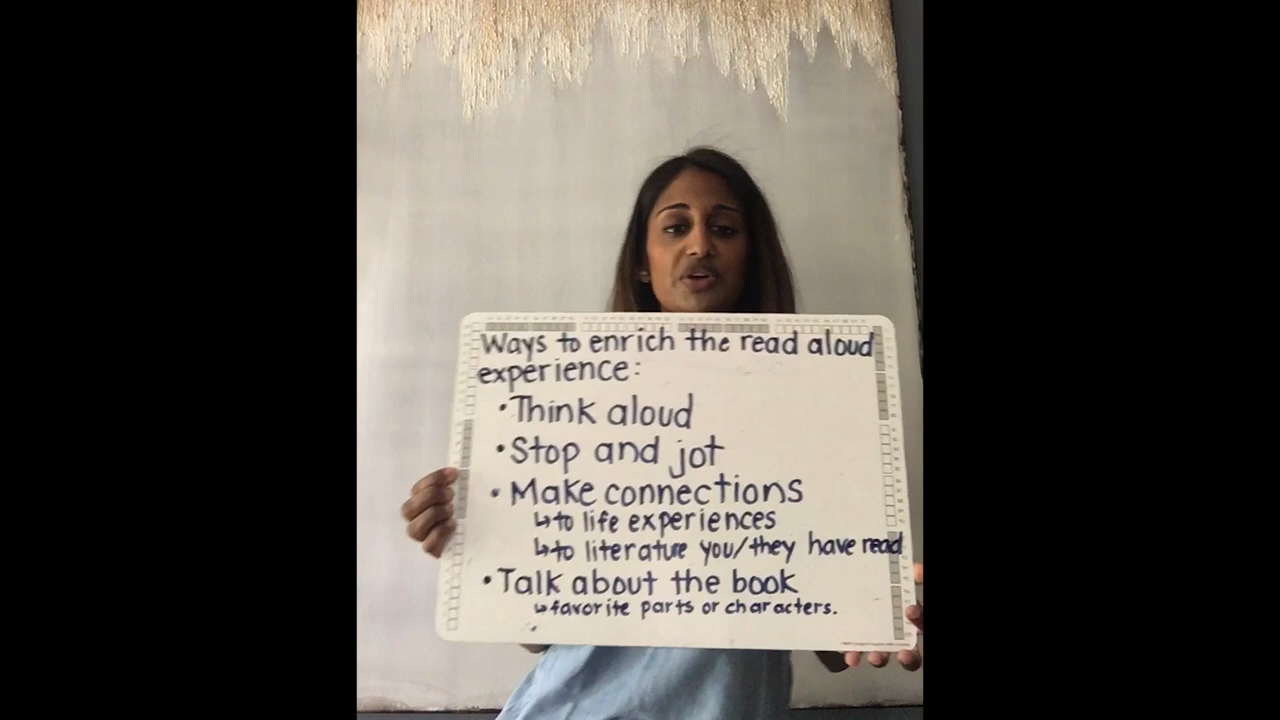 Ways to enrich the read aloud
experience:
• Think aloud
• Stop and jot
• Make connections
↳ to life experiences
↳ to literature you/they have read
• Talk about the book
↳ favorite parts or characters.